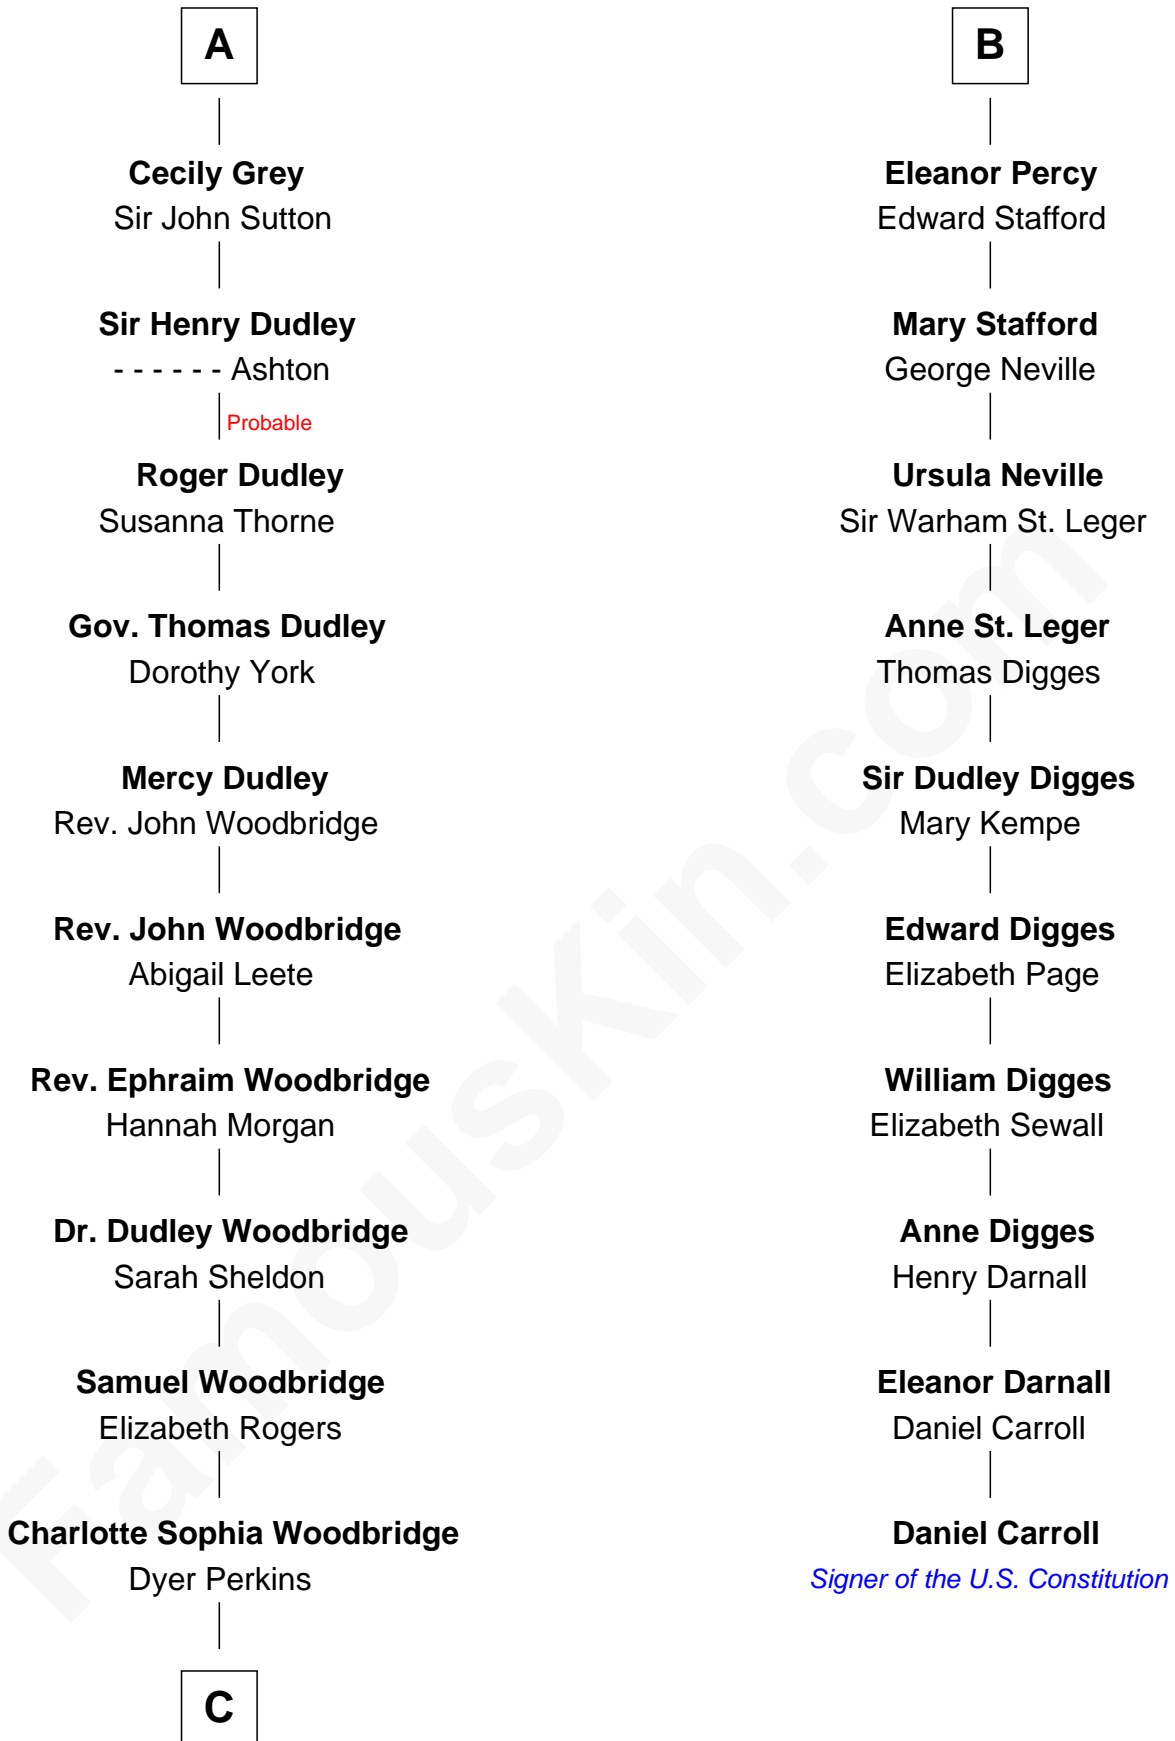 A
Cecily Grey
Sir John Sutton
Sir Henry Dudley
- - - - - - Ashton
Probable
Roger Dudley
Susanna Thorne
Gov. Thomas Dudley
Dorothy York
Mercy Dudley
Rev. John Woodbridge
Rev. John Woodbridge
Abigail Leete
Rev. Ephraim Woodbridge
Hannah Morgan
Dr. Dudley Woodbridge
Sarah Sheldon
Samuel Woodbridge
Elizabeth Rogers
Charlotte Sophia Woodbridge
Dyer Perkins
C
B
Eleanor Percy
Edward Stafford
Mary Stafford
George Neville
Ursula Neville
Sir Warham St. Leger
Anne St. Leger
Thomas Digges
Sir Dudley Digges
Mary Kempe
Edward Digges
Elizabeth Page
William Digges
Elizabeth Sewall
Anne Digges
Henry Darnall
Eleanor Darnall
Daniel Carroll
Daniel Carroll
Signer of the U.S. Constitution
FamousKin.com